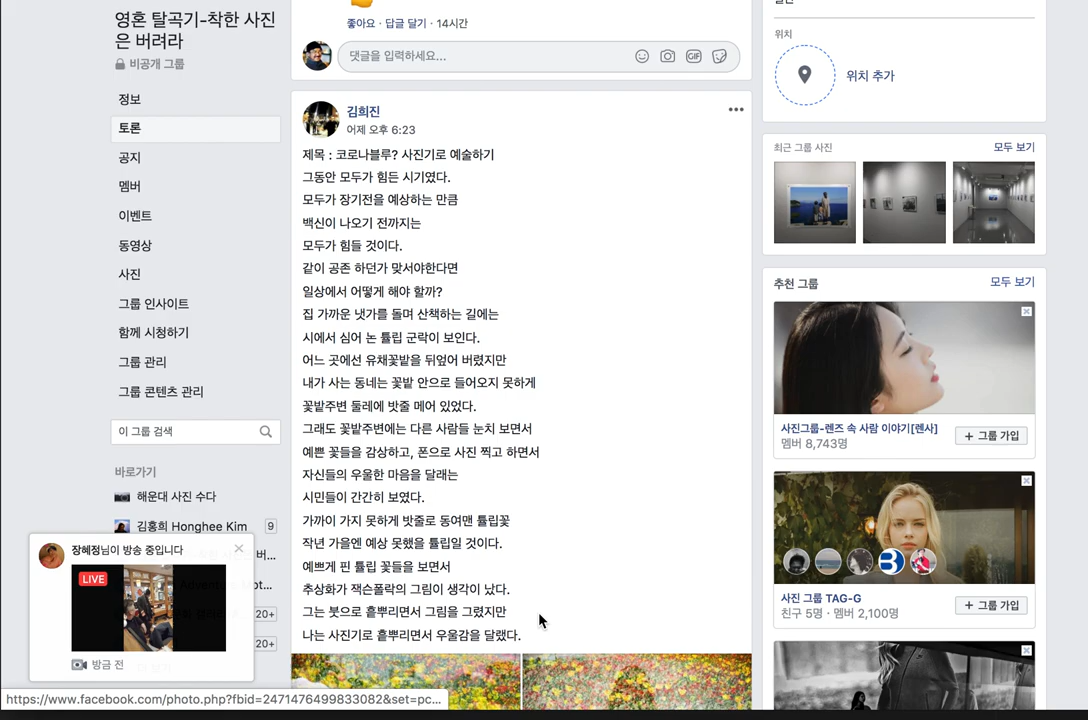 영혼 탈곡기-착한 사진
은 버려라
비공개 그룹
정보
토론
공지
멤버
이벤트
동영상
사진
그룹 인사이트
함께 시청하기
그룹 관리
그룹 콘텐츠 관리
이 그룹 검색
바로가기
해운대 사진 수다
김홍희 Honghee Kim 9
20+
20+
장혜정님이 방송 중입니다
LIVE
방금 전
https://www.facebook.com/photo.php?fbid=2471476499833082&set=pc...
좋아요 · 답글 달기 · 14시간
댓글을 입력하세요...
GIF
김희진
어제 오후 6:23
제목 : 코로나블루? 사진기로 예술하기
그동안 모두가 힘든 시기였다.
모두가 장기전을 예상하는 만큼
백신이 나오기 전까지는
모두가 힘들 것이다.
같이 공존 하던가 맞서야한다면
일상에서 어떻게 해야 할까?
집 가까운 냇가를 돌며 산책하는 길에는
시에서 심어 논 튤립 군락이 보인다.
어느 곳에선 유채꽃밭을 뒤엎어 버렸지만
내가 사는 동네는 꽃밭 안으로 들어오지 못하게
꽃밭주변 둘레에 밧줄 메어 있었다.
그래도 꽃밭주변에는 다른 사람들 눈치 보면서
예쁜 꽃들을 감상하고, 폰으로 사진 찍고 하면서
자신들의 우울한 마음을 달래는
시민들이 간간히 보였다.
가까이 가지 못하게 밧줄로 동여맨 튤립꽃
작년 가을엔 예상 못했을 튤립일 것이다.
예쁘게 핀 튤립 꽃들을 보면서
추상화가 잭슨폴락의 그림이 생각이 났다.
그는 붓으로 흩뿌리면서 그림을 그렸지만
나는 사진기로 흩뿌리면서 우울감을 달랬다.
위치
위치 추가
최근 그룹 사진 모두 보기
추천 그룹 모두 보기
사진그룹-렌즈 속 사람 이야기[렌사]
멤버 8,743명
+ 그룹 가입
사진 그룹 TAG-G
친구 5명 · 멤버 2,100명
+ 그룹 가입